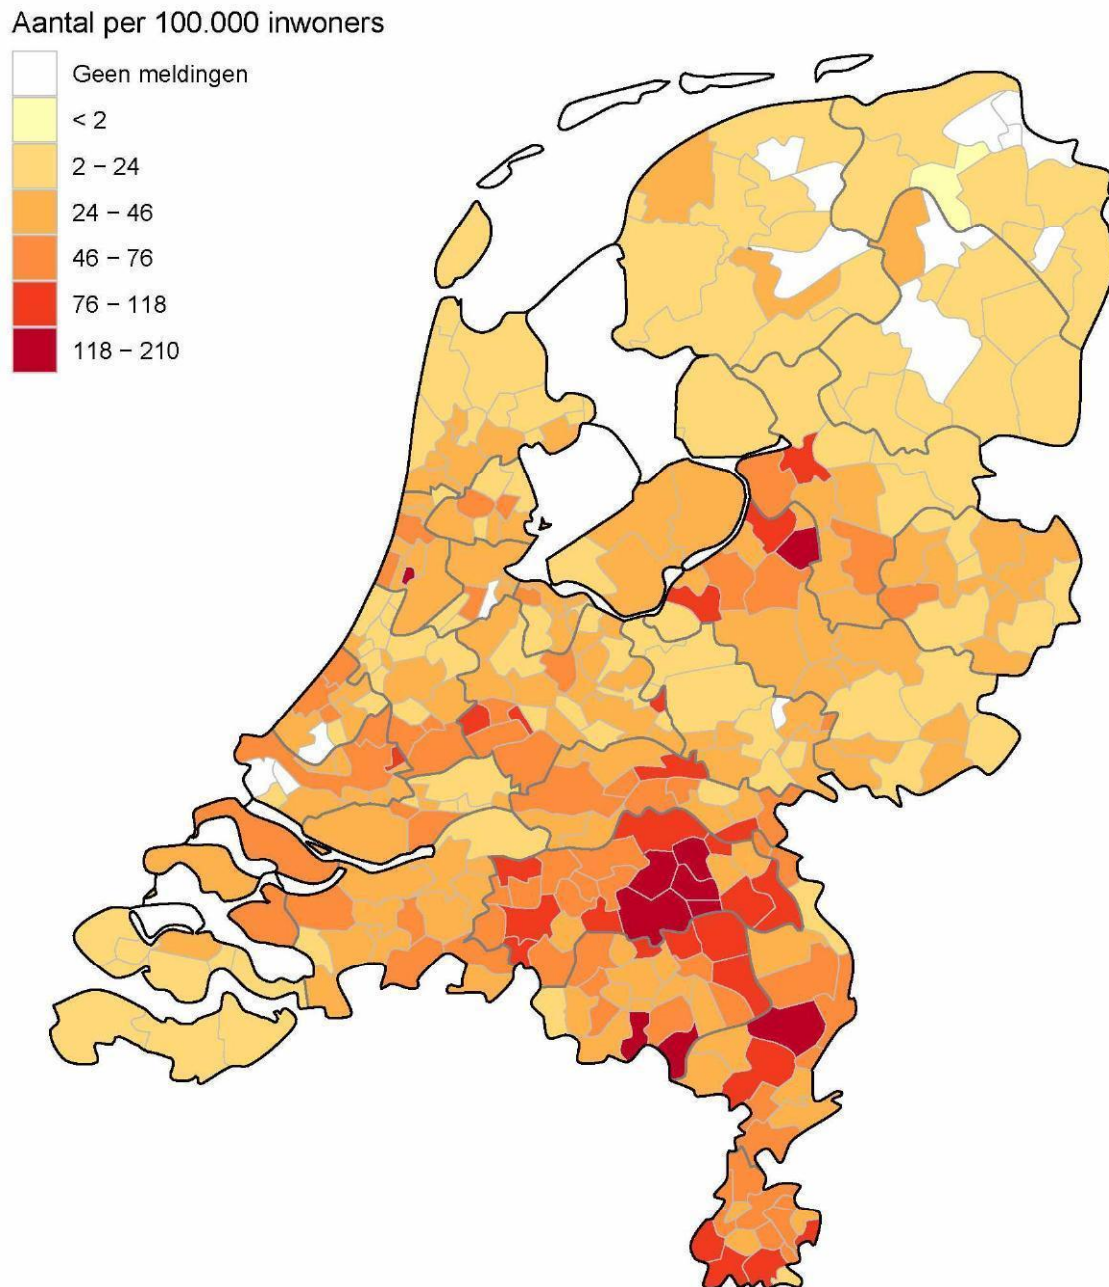 Aantal per 100.000 inwoners
Geen meldingen
< 2
2 − 24
24 − 46
46 − 76
76 − 118
118 − 210